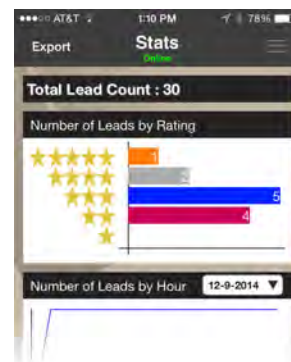 AT&T 1:10 PM 78%
Export Stats
Online
Total Lead Count : 30
Number of Leads by Rating
1
2
5
4
Number of Leads by Hour 12-9-2014 ▼